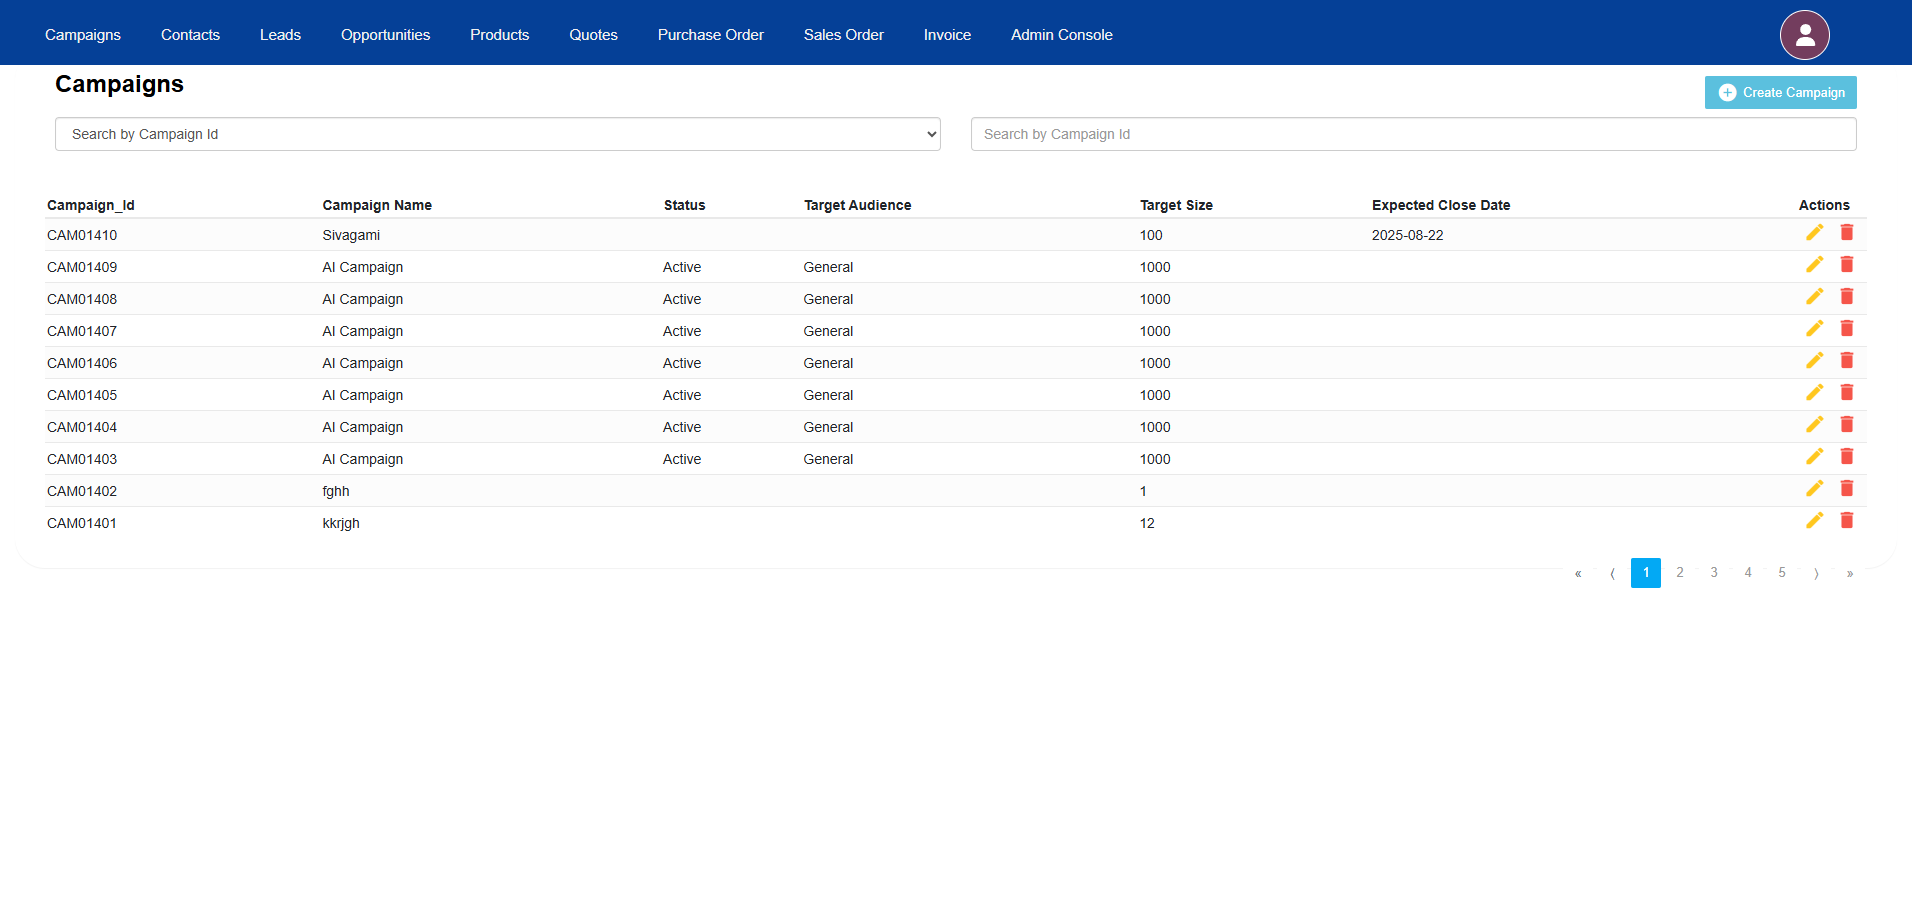 Campaigns Contacts Leads Opportunities Products Quotes Purchase Order Sales Order Invoice Admin Console
Campaigns
Create Campaign
Search by Campaign Id Search by Campaign Id
Campaign_Id Campaign Name Status Target Audience Target Size Expected Close Date Actions
CAM01410 Sivagami 100 2025-08-22
CAM01409 AI Campaign Active General 1000
CAM01408 AI Campaign Active General 1000
CAM01407 AI Campaign Active General 1000
CAM01406 AI Campaign Active General 1000
CAM01405 AI Campaign Active General 1000
CAM01404 AI Campaign Active General 1000
CAM01403 AI Campaign Active General 1000
CAM01402 fghh 1
CAM01401 kkrjgh 12
« ⟨ 1 2 3 4 5 ⟩ »